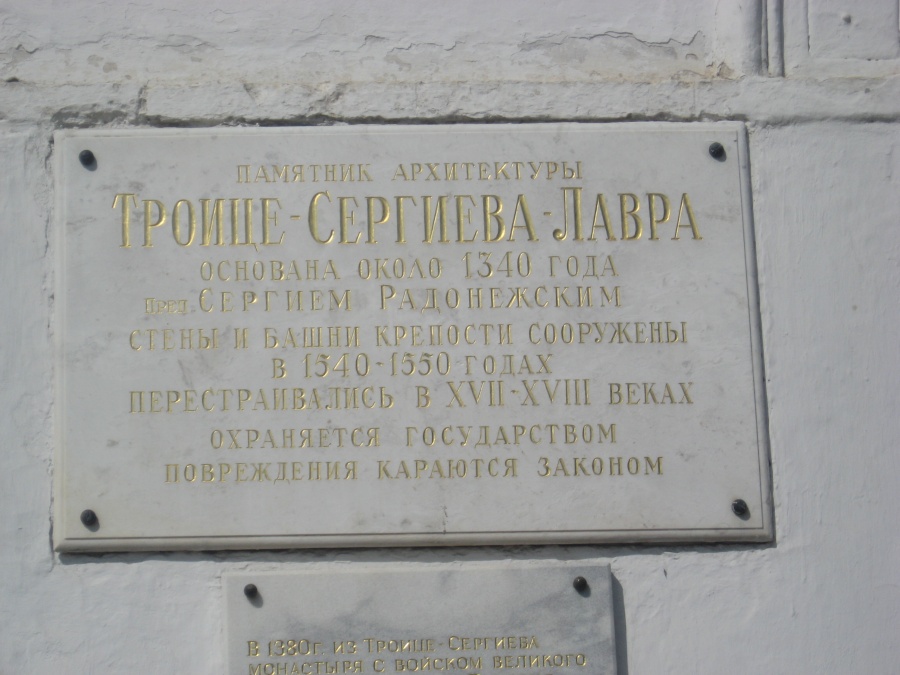 ПАМЯТНИК АРХИТЕКТУРЫ
ТРОИЦЕ-СЕРГИЕВА-ЛАВРА
ОСНОВАНА ОКОЛО 1340 ГОДА
ПРЕП. СЕРГИЕМ РАДОНЕЖСКИМ
СТЕНЫ И БАШНИ КРЕПОСТИ СООРУЖЕНЫ
В 1540-1550 ГОДАХ
ПЕРЕСТРАИВАЛИСЬ В XVII-XVIII ВЕКАХ
ОХРАНЯЕТСЯ ГОСУДАРСТВОМ
ПОВРЕЖДЕНИЯ КАРАЮТСЯ ЗАКОНОМ
В 1380 Г. ИЗ ТРОИЦЕ-СЕРГИЕВА
МОНАСТЫРЯ С ВОЙСКОМ ВЕЛИКОГО